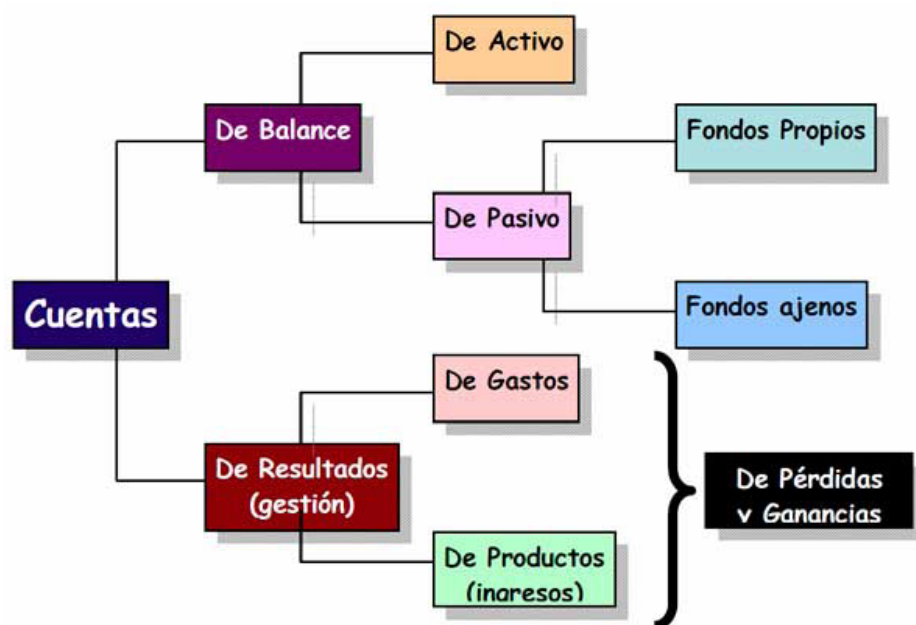 De Activo
De Balance
Fondos Propios
De Pasivo
Cuentas
Fondos ajenos
De Gastos
De Resultados
(gestión)
De Pérdidas
y Ganancias
De Productos
(ingresos)